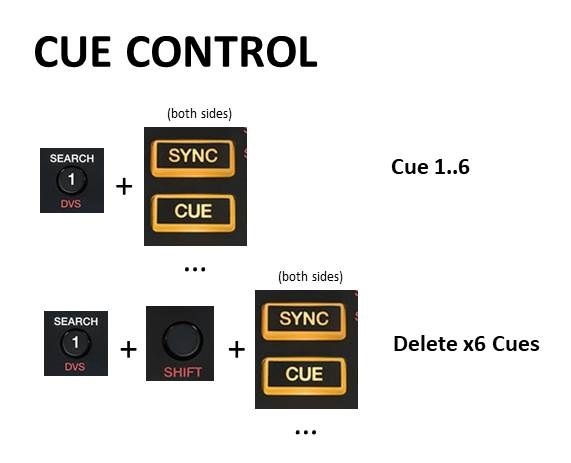 CUE CONTROL
(both sides)
SEARCH
1
DVS
+
SYNC
CUE
Cue 1..6
...
(both sides)
SEARCH
1
DVS
+
SHIFT
+
SYNC
CUE
Delete x6 Cues
...